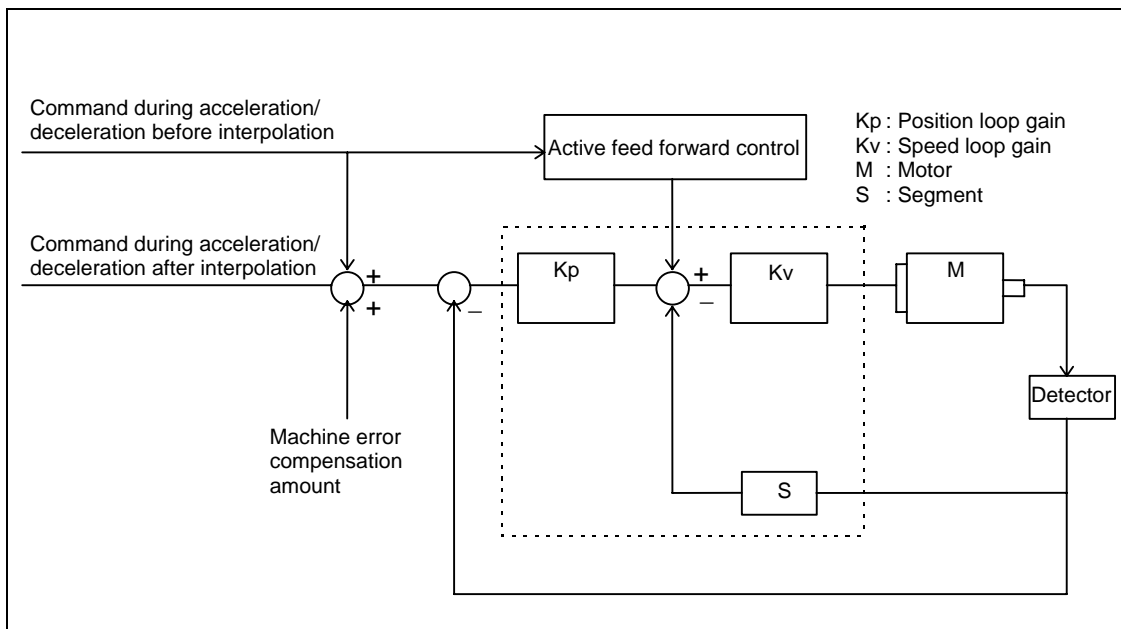 Command during acceleration/
deceleration before interpolation
Active feed forward control
Kp : Position loop gain
Kv : Speed loop gain
M : Motor
S : Segment
Command during acceleration/
deceleration after interpolation
+
+
−
Kp
+
−
Kv
M
Detector
Machine error
compensation
amount
S